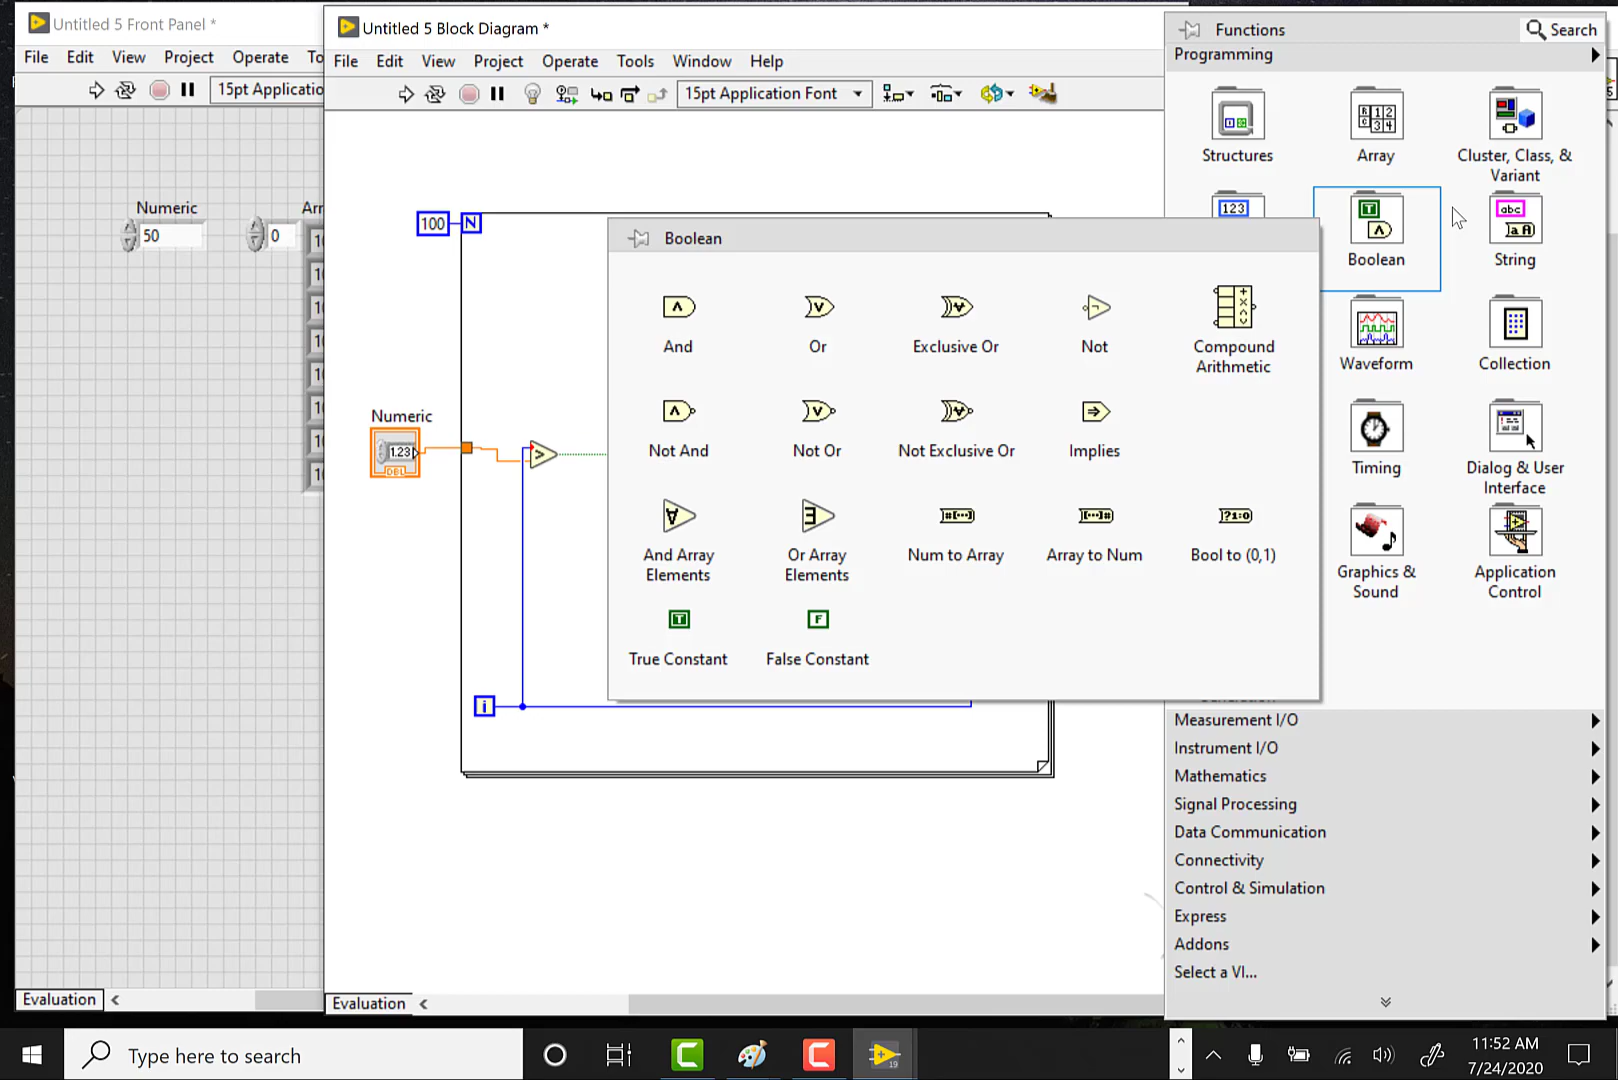 Untitled 5 Front Panel *
File Edit View Project Operate To
15pt Applicatio
Numeric
50
0
Evaluation
Untitled 5 Block Diagram *
File Edit View Project Operate Tools Window Help
15pt Application Font
100
N
Numeric
1.23
DBL
>
i
Evaluation
Boolean
And
Or
Exclusive Or
Not
Compound
Arithmetic
Not And
Not Or
Not Exclusive Or
Implies
And Array
Elements
Or Array
Elements
Num to Array
Array to Num
Bool to (0,1)
T
F
True Constant
False Constant
Functions
Search
Programming
Structures
Array
Cluster, Class, &
Variant
123
Boolean
String
Waveform
Collection
Timing
Dialog & User
Interface
Graphics &
Sound
Application
Control
Measurement I/O
Instrument I/O
Mathematics
Signal Processing
Data Communication
Connectivity
Control & Simulation
Express
Addons
Select a VI...
Type here to search
11:52 AM
7/24/2020